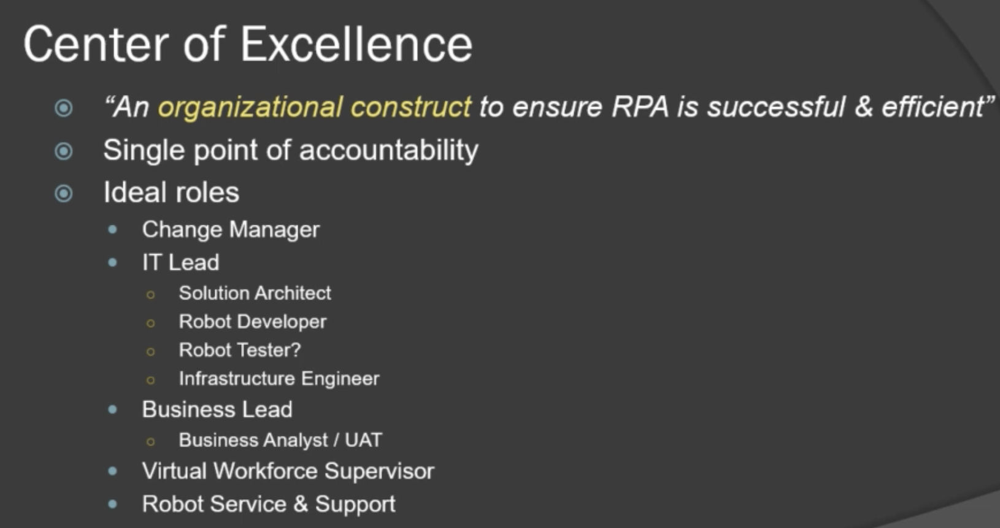 Center of Excellence
“An organizational construct to ensure RPA is successful & efficient”
Single point of accountability
Ideal roles
Change Manager
IT Lead
Solution Architect
Robot Developer
Robot Tester?
Infrastructure Engineer
Business Lead
Business Analyst / UAT
Virtual Workforce Supervisor
Robot Service & Support